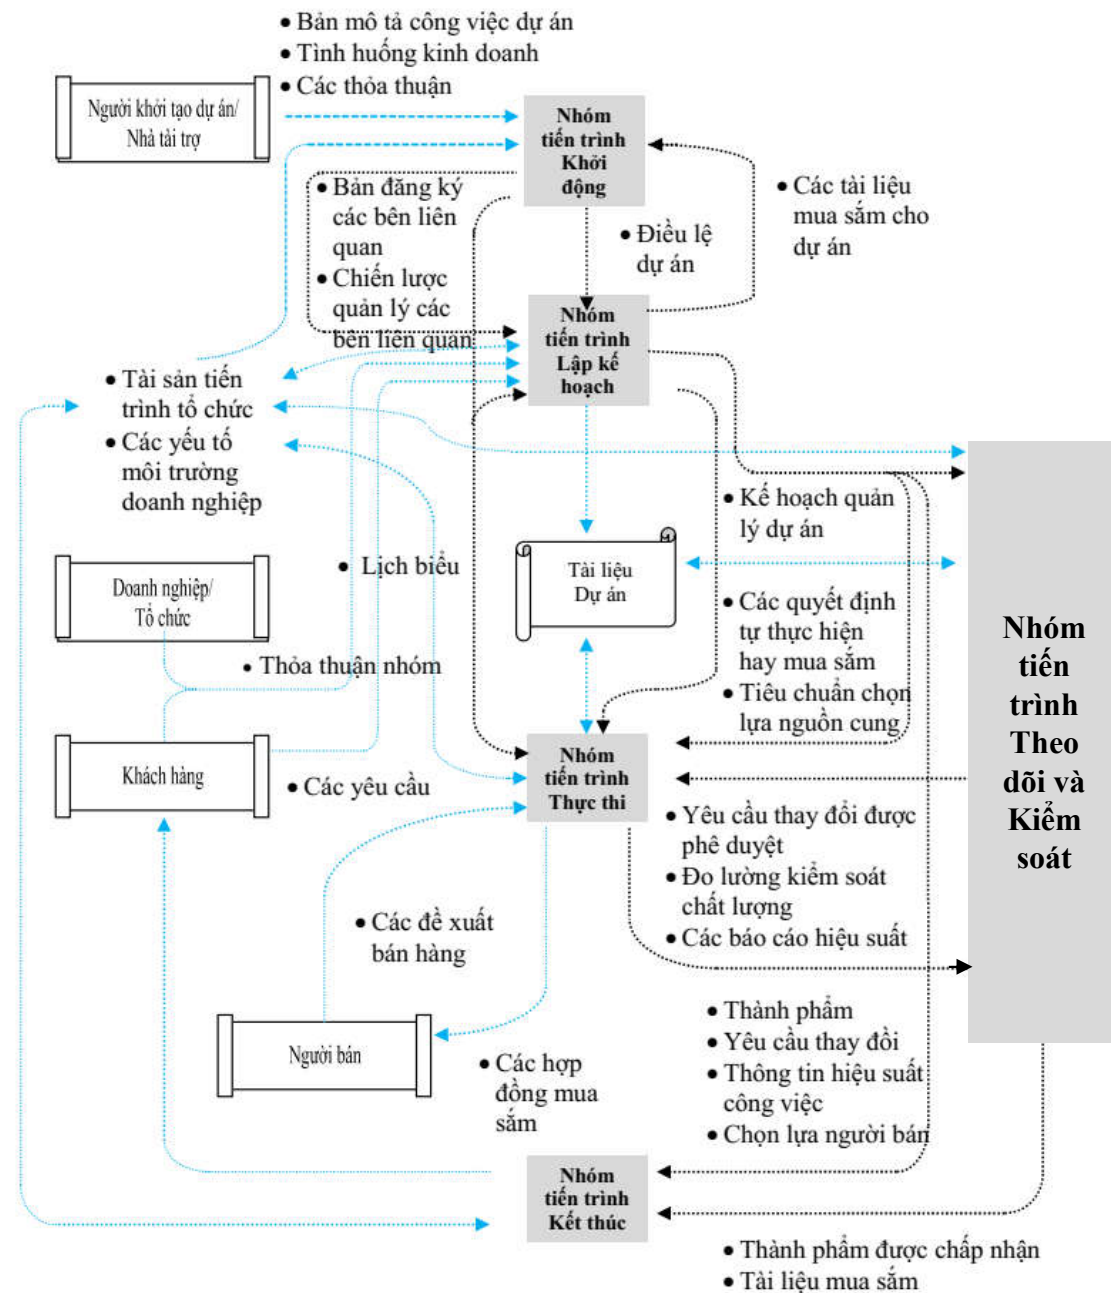 • Bản mô tả công việc dự án
• Tình huống kinh doanh
• Các thỏa thuận
Người khởi tạo dự án/
Nhà tài trợ
Nhóm
tiến trình
Khởi
động
• Bản đăng ký
các bên liên
quan
• Chiến lược
quản lý các
bên liên quan
• Điều lệ
dự án
• Các tài liệu
mua sắm cho
dự án
Nhóm
tiến trình
Lập kế
hoạch
• Tài sản tiến
trình tổ chức
• Các yếu tố
môi trường
doanh nghiệp
• Kế hoạch quản
lý dự án
• Lịch biểu
Tài liệu
Dự án
Doanh nghiệp/
Tổ chức
• Các quyết định
tự thực hiện
hay mua sắm
• Tiêu chuẩn chọn
lựa nguồn cung
Nhóm
tiến
trình
Theo
dõi và
Kiểm
soát
• Thỏa thuận nhóm
Khách hàng
• Các yêu cầu
Nhóm
tiến trình
Thực thi
• Yêu cầu thay đổi được
phê duyệt
• Đo lường kiểm soát
chất lượng
• Các báo cáo hiệu suất
• Các đề xuất
bán hàng
Người bán
• Các hợp
đồng mua
sắm
• Thành phẩm
• Yêu cầu thay đồi
• Thông tin hiệu suất
công việc
• Chọn lựa người bán
Nhóm
tiến trình
Kết thúc
• Thành phẩm được chấp nhận
• Tài liệu mua sắm